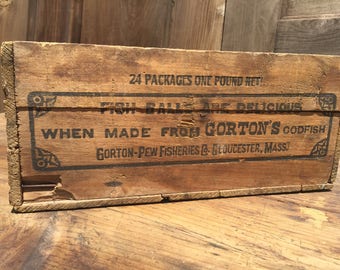 24 PACKAGES ONE POUND NET.
FISH BALLS ARE DELICIOUS
WHEN MADE FROM GORTON'S CODFISH
GORTON-PEW FISHERIES Co. GLOUCESTER, MASS.